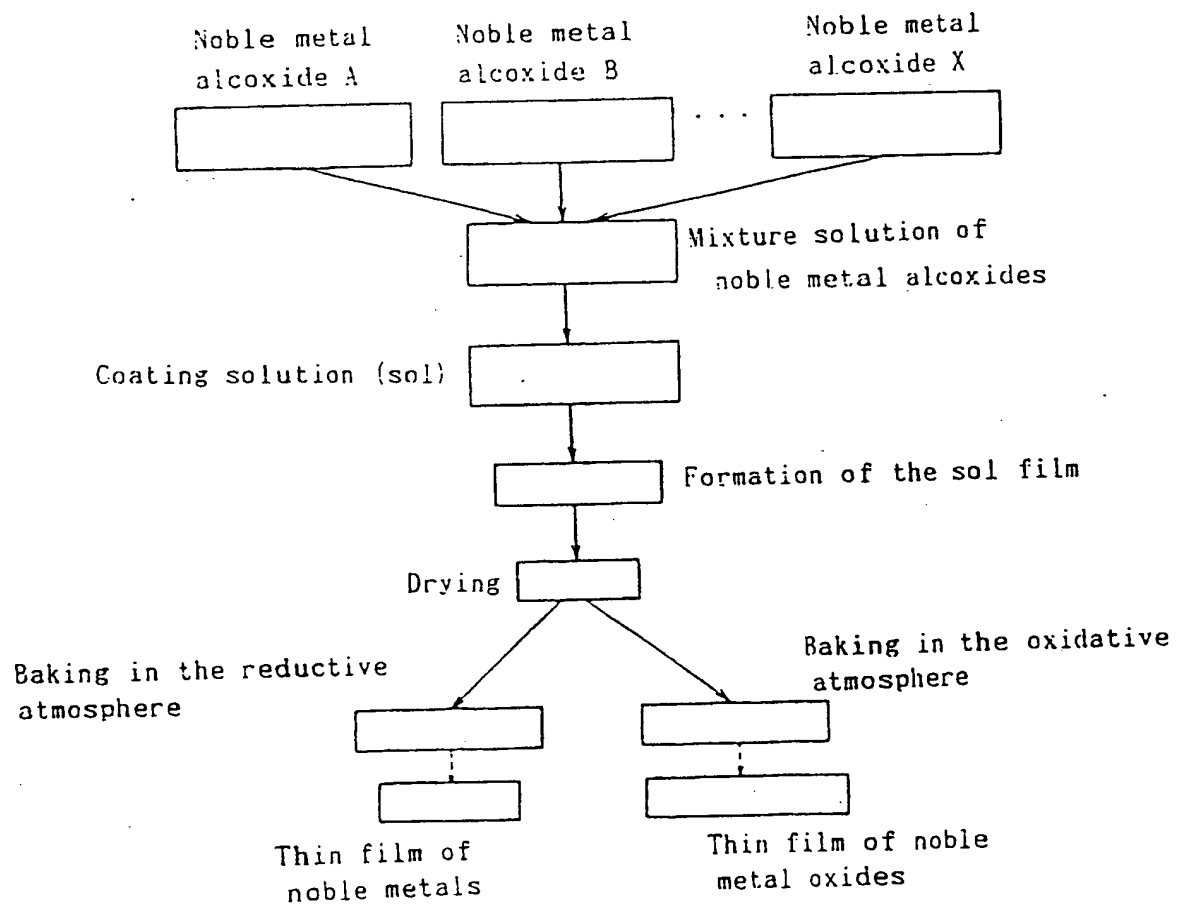 Noble metal
alcoxide A
Noble metal
alcoxide B
Noble metal
alcoxide X
. . .
Mixture solution of
noble metal alcoxides
Coating solution (sol)
Formation of the sol film
Drying
Baking in the reductive
atmosphere
Baking in the oxidative
atmosphere
Thin film of
noble metals
Thin film of noble
metal oxides